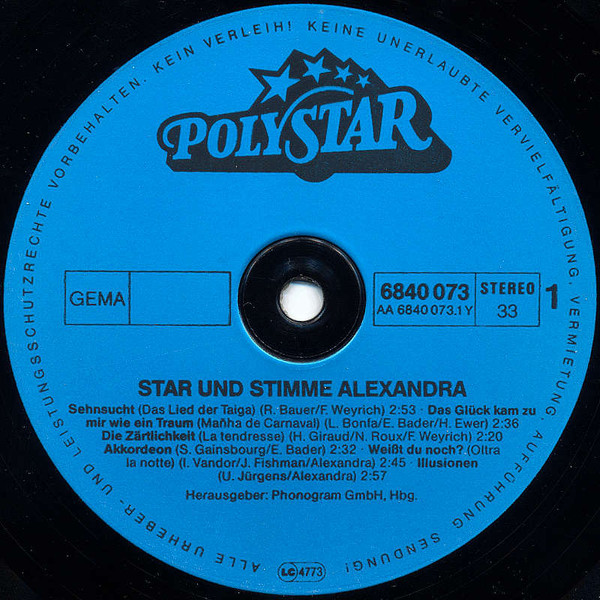 ALLE URHEBER- UND LEISTUNGSSCHUTZRECHTE VORBEHALTEN. KEIN VERLEIH! KEINE UNERLAUBTE VERVIELFÄLTIGUNG, VERMIETUNG, AUFFÜHRUNG, SENDUNG!
POLYSTAR
GEMA
6840 073
AA 6840 073.1 Y
STEREO
33
1
STAR UND STIMME ALEXANDRA
Sehnsucht (Das Lied der Taiga) (R. Bauer/F. Weyrich) 2:53 · Das Glück kam zu
mir wie ein Traum (Mañha de Carnaval) (L. Bonfa/E. Bader/H. Ewer) 2:36
Die Zärtlichkeit (La tendresse) (H. Giraud/N. Roux/F. Weyrich) 2:20
Akkordeon (S. Gainsbourg/E. Bader) 2:32 · Weißt du noch? (Oltra
la notte) (I. Vandor/J. Fishman/Alexandra) 2:45 · Illusionen
(U. Jürgens/Alexandra) 2:57
Herausgeber: Phonogram GmbH, Hbg.
LC 4773